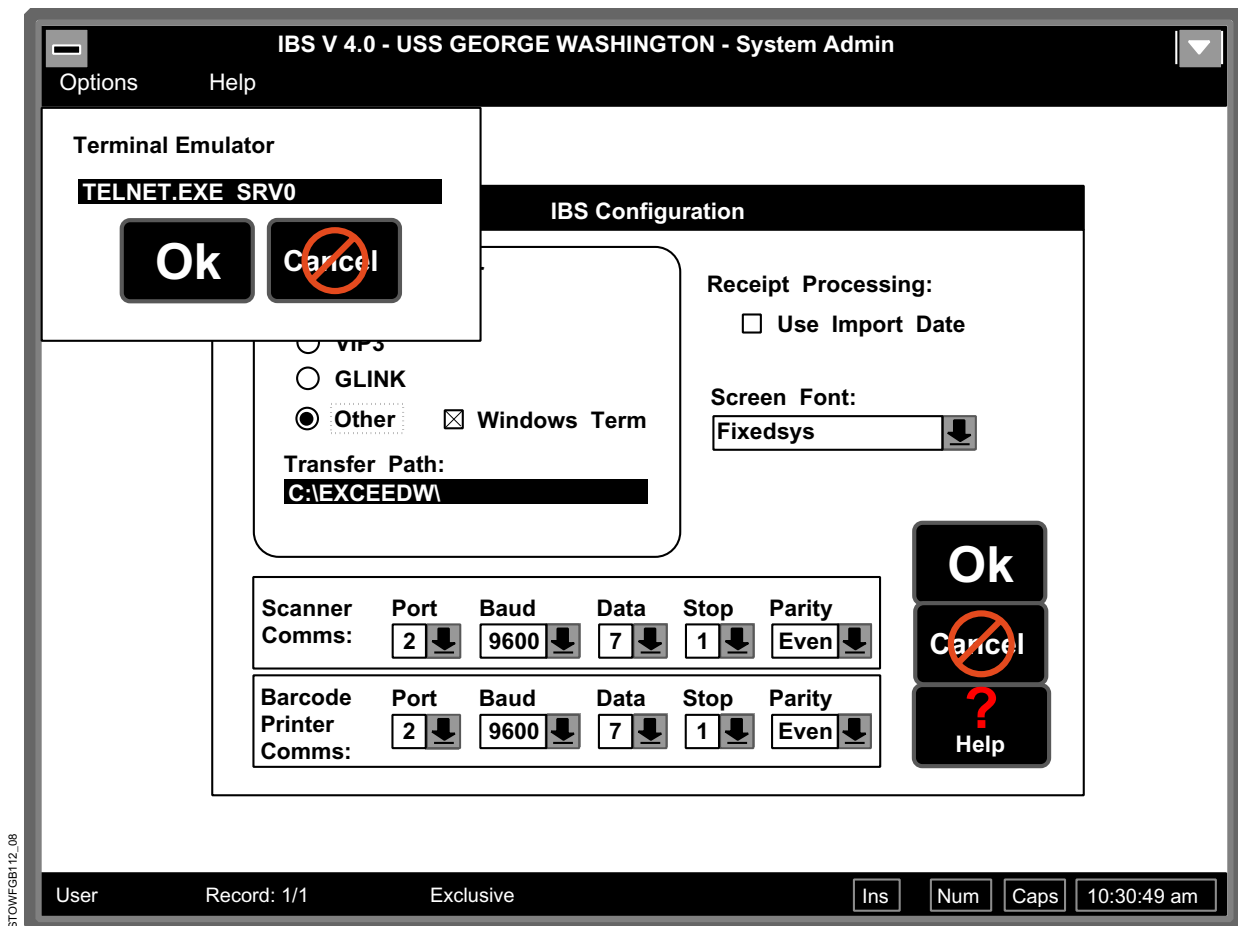 IBS V 4.0 - USS GEORGE WASHINGTON - System Admin
Options Help
Terminal Emulator
TELNET.EXE SRV0
Ok Cancel
IBS Configuration
VIP3
GLINK
Other Windows Term
Transfer Path:
C:\EXCEEDW\
Receipt Processing:
Use Import Date
Screen Font:
Fixedsys
Scanner Comms: Port Baud Data Stop Parity
2 9600 7 1 Even
Barcode Printer Comms: Port Baud Data Stop Parity
2 9600 7 1 Even
Ok
Cancel
?
Help
User Record: 1/1 Exclusive Ins Num Caps 10:30:49 am
STOWFGB112_08